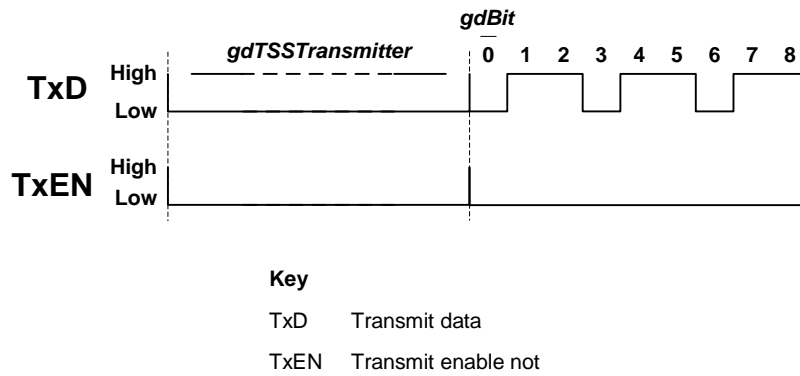 gdBit
gdTSSTransmitter 0 1 2 3 4 5 6 7 8
High
TxD
Low
High
TxEN
Low
Key
TxD Transmit data
TxEN Transmit enable not